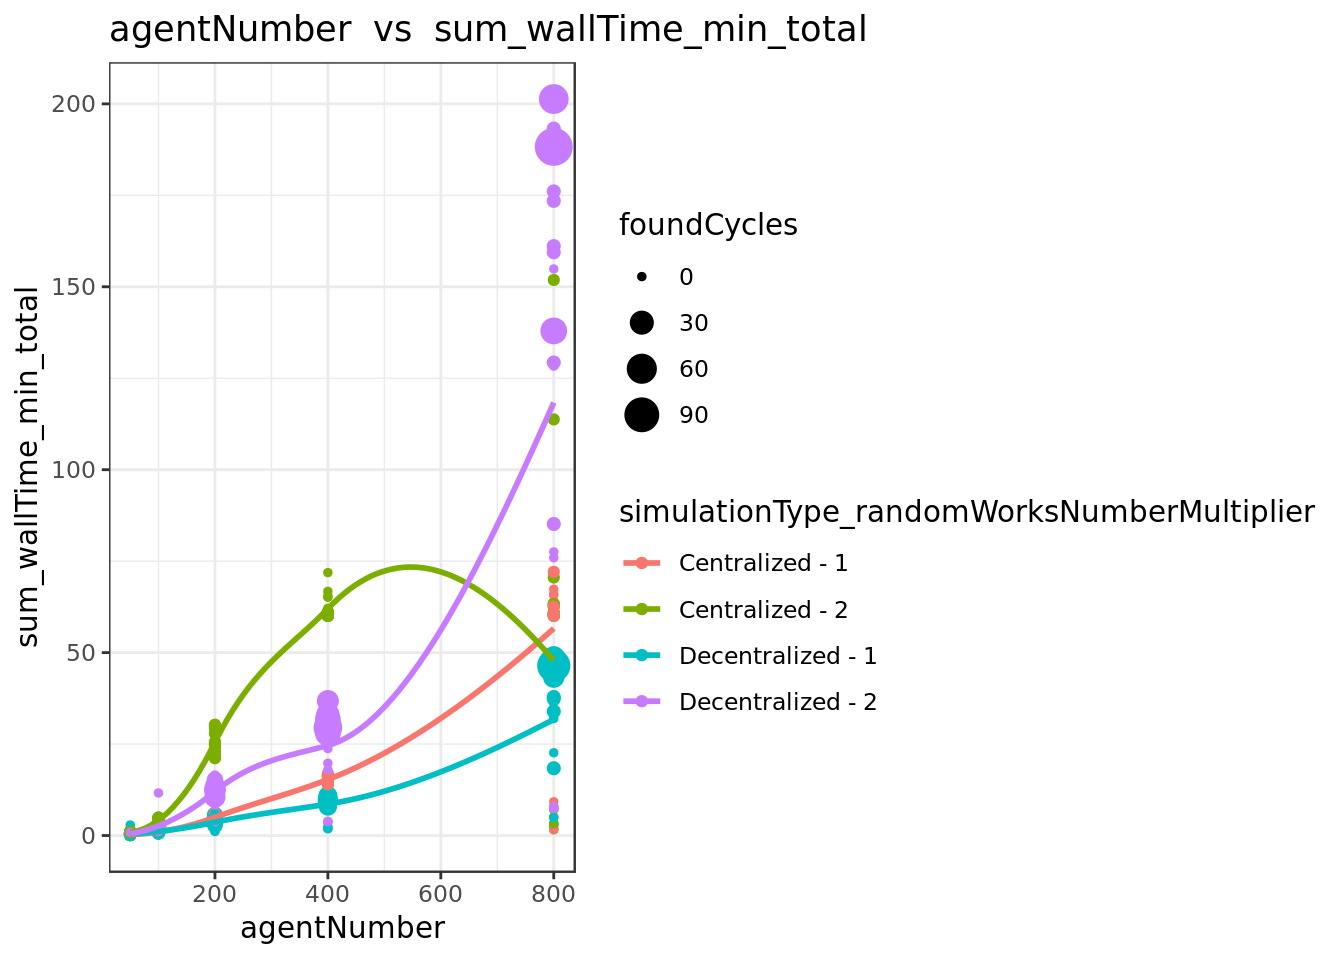 agentNumber  vs  sum_wallTime_min_total
sum_wallTime_min_total
200
150
100
50
0
200
400
600
800
agentNumber
foundCycles
0
30
60
90
simulationType_randomWorksNumberMultiplier
Centralized - 1
Centralized - 2
Decentralized - 1
Decentralized - 2